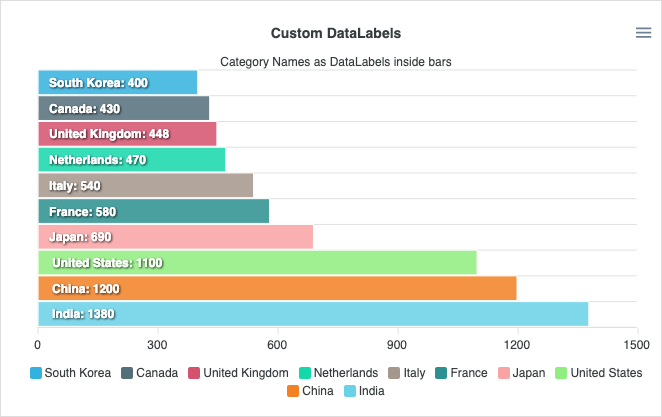 Custom DataLabels
Category Names as DataLabels inside bars
South Korea: 400
Canada: 430
United Kingdom: 448
Netherlands: 470
Italy: 540
France: 580
Japan: 690
United States: 1100
China: 1200
India: 1380
0 300 600 900 1200 1500
South Korea Canada United Kingdom Netherlands Italy France Japan United States
China India